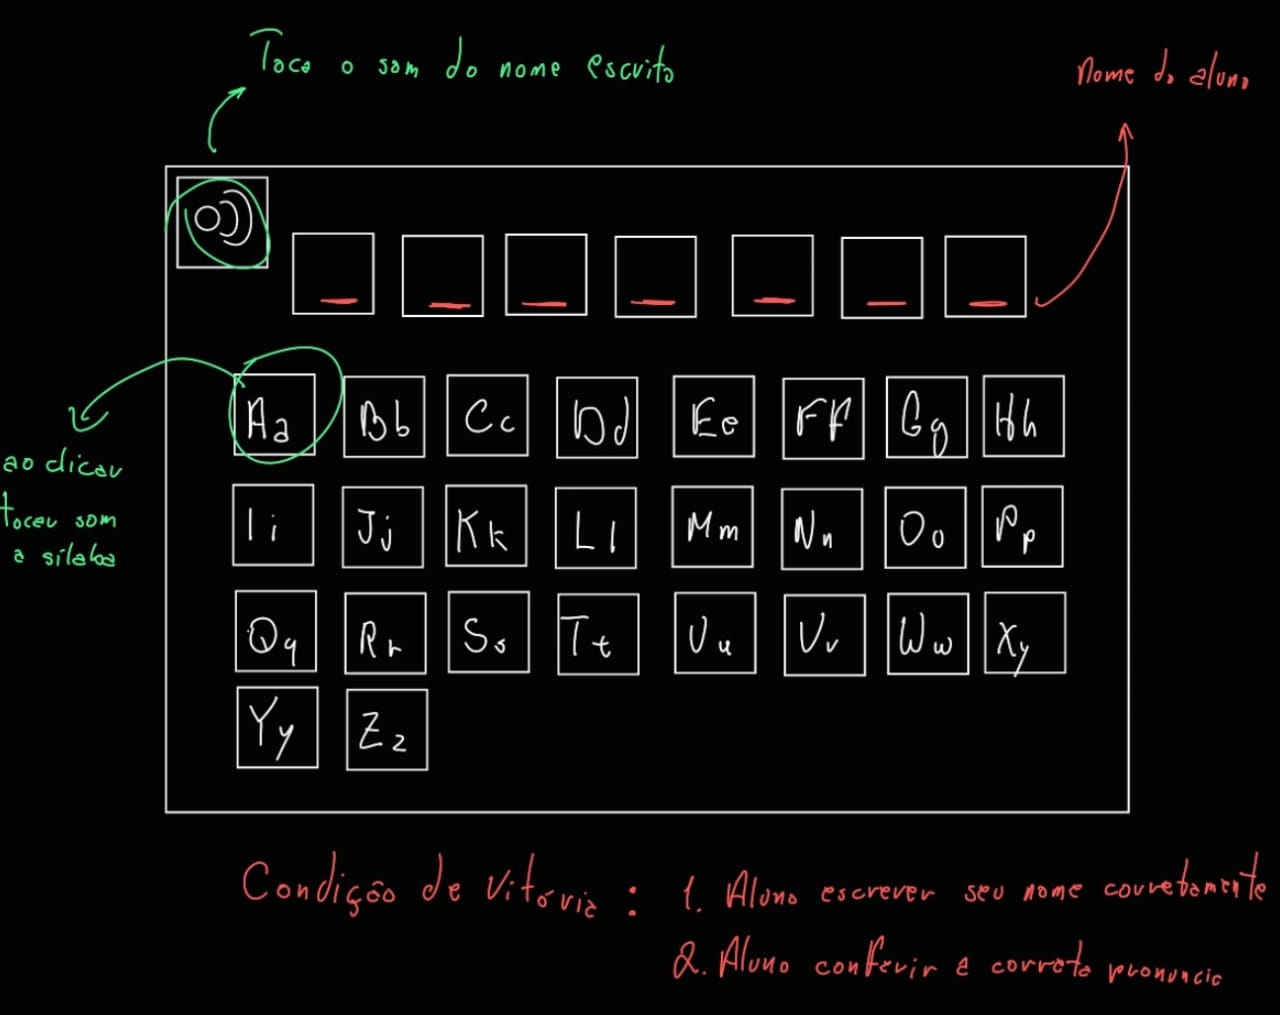 Toca o som do nome escrito
Nome do aluno
Aa Bb Cc Dd Ee Ff Gg Hh
ao clicar
tocar som
a silaba
Ii Jj Kk Ll Mm Nn Oo Pp
Qq Rr Ss Tt Uu Vv Ww Xy
Yy Zz
Condição de Vitória : 1. Aluno escrever seu nome corretamente
2. Aluno conferir a correta pronuncia